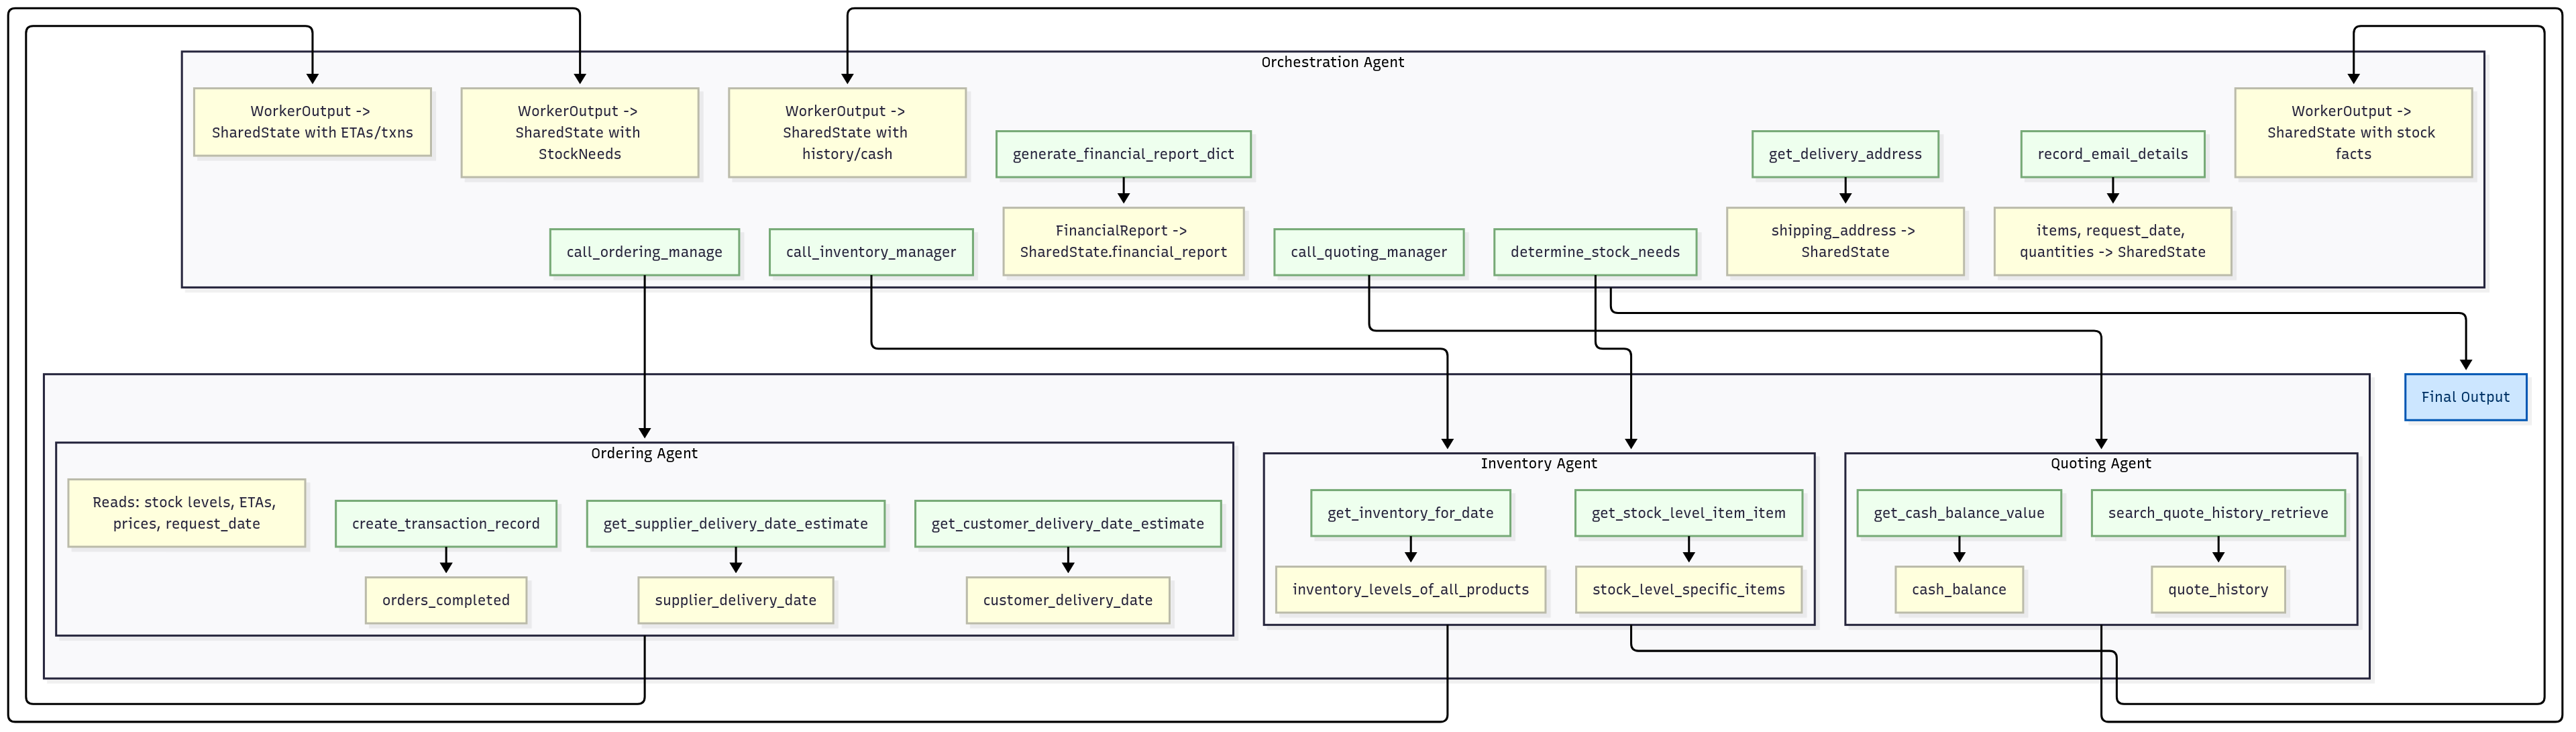 Orchestration Agent
WorkerOutput ->
SharedState with ETAs/txns
WorkerOutput ->
SharedState with
StockNeeds
WorkerOutput ->
SharedState with
history/cash
generate_financial_report_dict
get_delivery_address
record_email_details
WorkerOutput ->
SharedState with stock
facts
call_ordering_manage
call_inventory_manager
FinancialReport ->
SharedState.financial_report
call_quoting_manager
determine_stock_needs
shipping_address ->
SharedState
items, request_date,
quantities -> SharedState
Final Output
Ordering Agent
Reads: stock levels, ETAs,
prices, request_date
create_transaction_record
get_supplier_delivery_date_estimate
get_customer_delivery_date_estimate
orders_completed
supplier_delivery_date
customer_delivery_date
Inventory Agent
get_inventory_for_date
get_stock_level_item_item
inventory_levels_of_all_products
stock_level_specific_items
Quoting Agent
get_cash_balance_value
search_quote_history_retrieve
cash_balance
quote_history